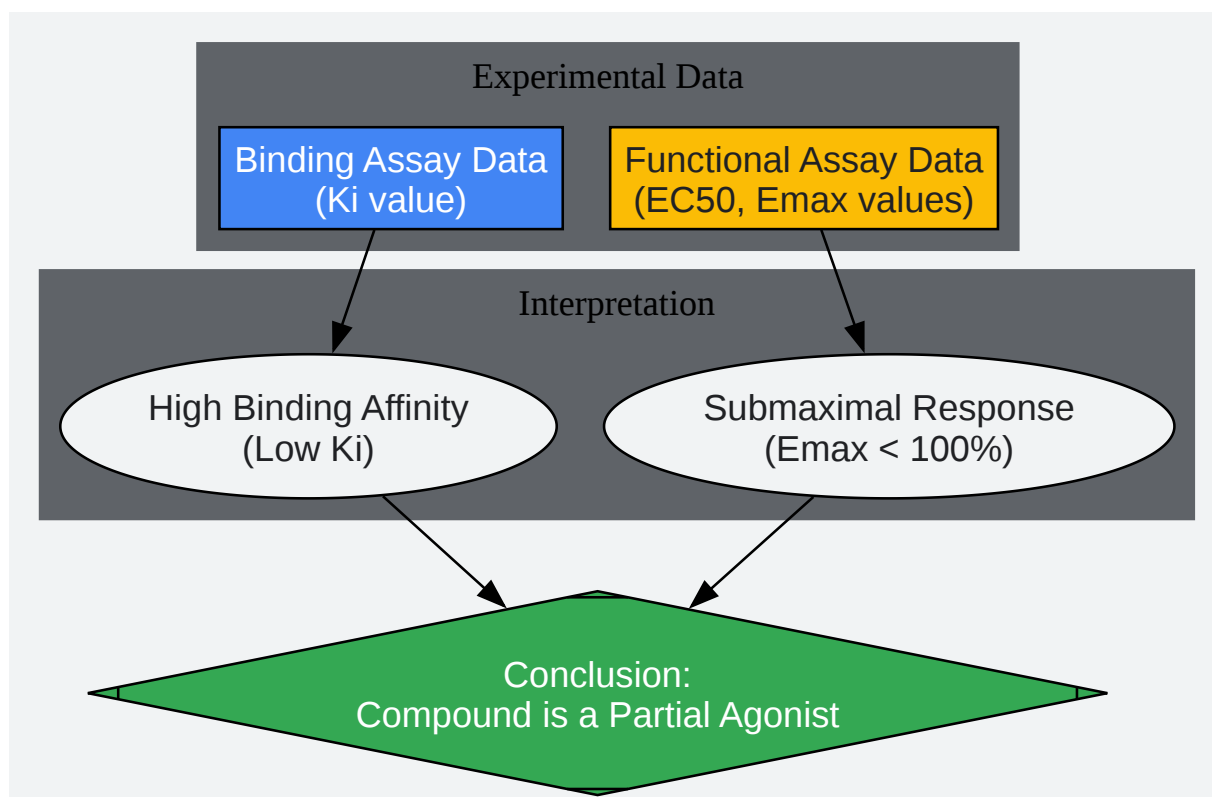 Experimental Data
Binding Assay Data
(Ki value)
Functional Assay Data
(EC50, Emax values)
Interpretation
High Binding Affinity
(Low Ki)
Submaximal Response
(Emax < 100%)
Conclusion:
Compound is a Partial Agonist